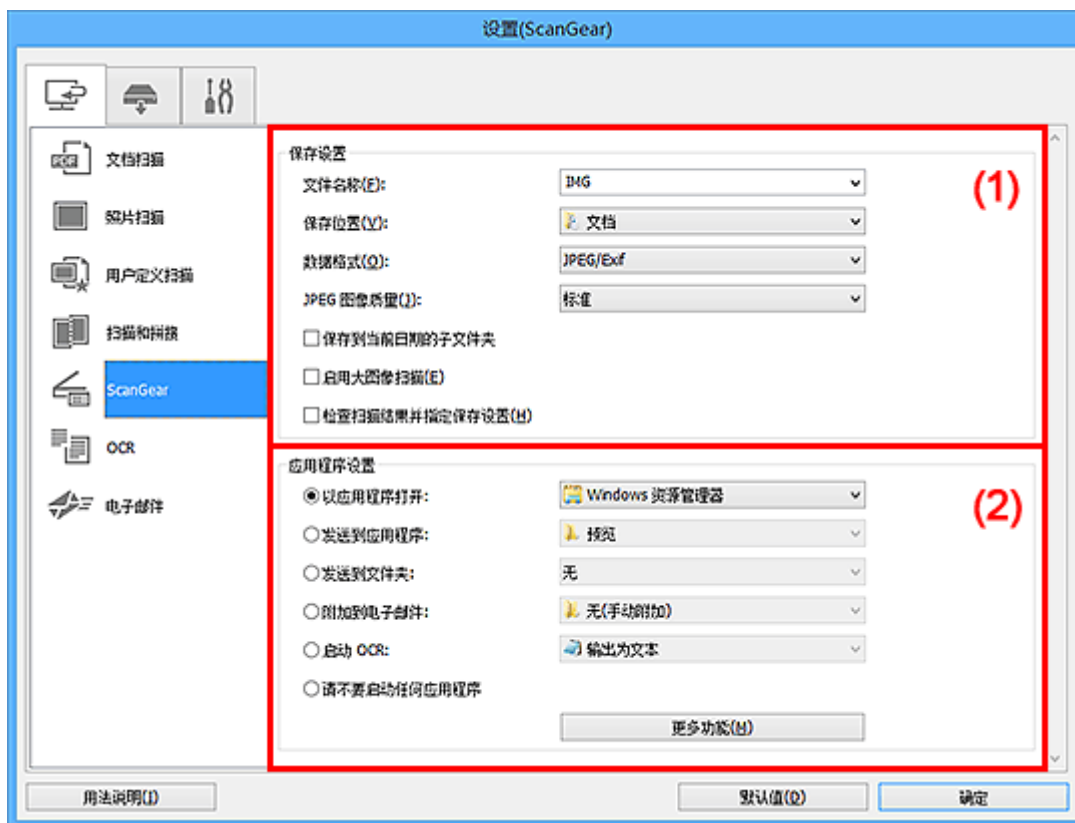 设置(ScanGear)
文档扫描
照片扫描
用户定义扫描
扫描和拼接
ScanGear
OCR
电子邮件
保存设置
(1)
文件名称(F): IMG
保存位置(V): 文档
数据格式(O): JPEG/Exif
JPEG 图像质量(J): 标准
保存到当前日期的子文件夹
启用大图像扫描(E)
检查扫描结果并指定保存设置(H)
应用程序设置
(2)
以应用程序打开: Windows 资源管理器
发送到应用程序: 预览
发送到文件夹: 无
附加到电子邮件: 无(手动附加)
启动 OCR: 输出为文本
请不要启动任何应用程序
更多功能(M)
用法说明(I)
默认值(D)
确定